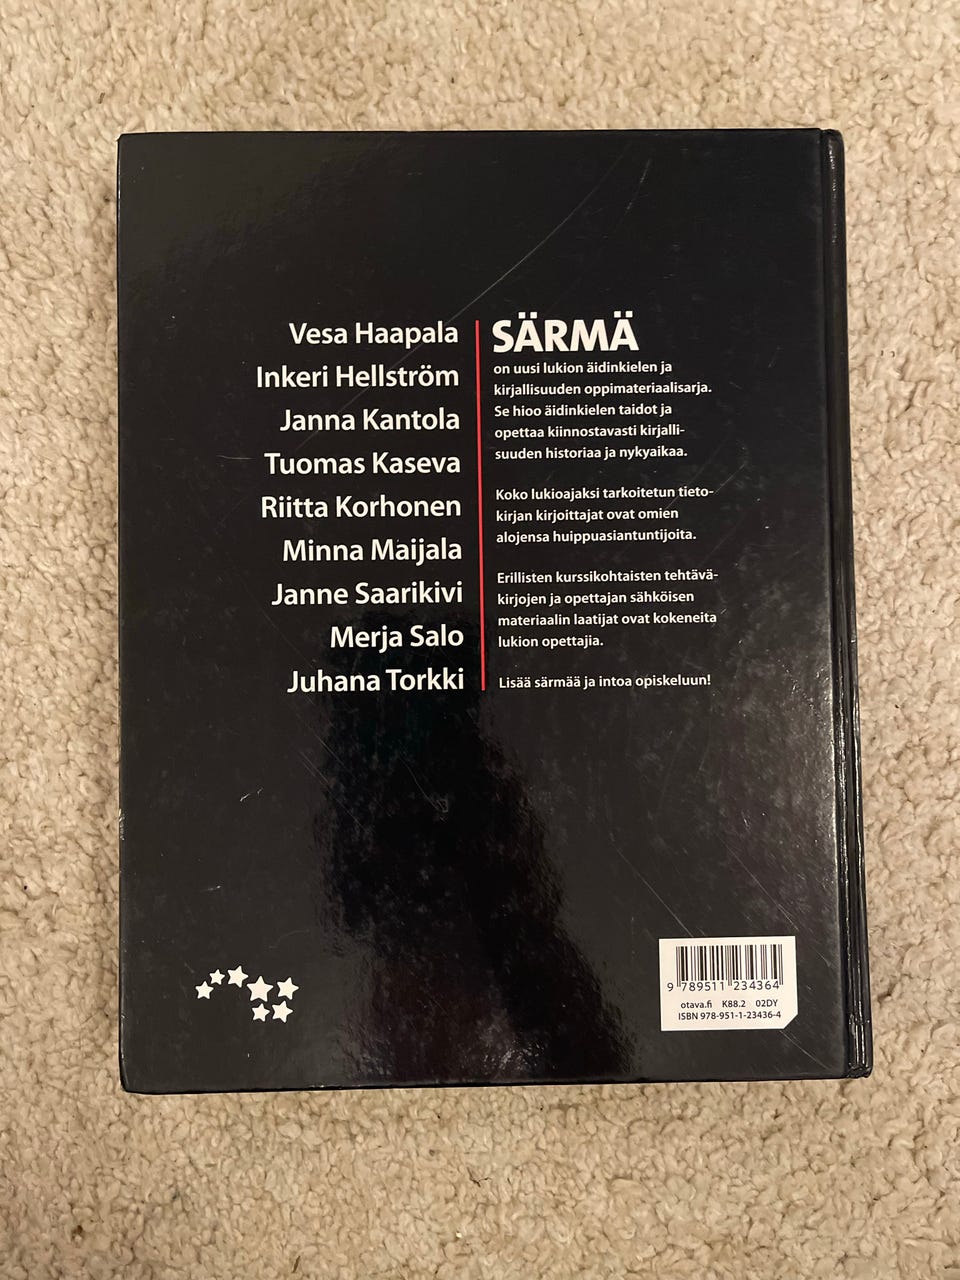 Vesa Haapala
Inkeri Hellström
Janna Kantola
Tuomas Kaseva
Riitta Korhonen
Minna Maijala
Janne Saarikivi
Merja Salo
Juhana Torkki
SÄRMÄ
on uusi lukion äidinkielen ja
kirjallisuuden oppimateriaalisarja.
Se hioo äidinkielen taidot ja
opettaa kiinnostavasti kirjalli-
suuden historiaa ja nykyaikaa.
Koko lukioajaksi tarkoitetun tieto-
kirjan kirjoittajat ovat omien
alojensa huippuasiantuntijoita.
Erillisten kurssikohtaisten tehtävä-
kirjojen ja opettajan sähköisen
materiaalin laatijat ovat kokeneita
lukion opettajia.
Lisää särmää ja intoa opiskeluun!
9 789511 234364
otava.fi K88.2 02DY
ISBN 978-951-1-23436-4